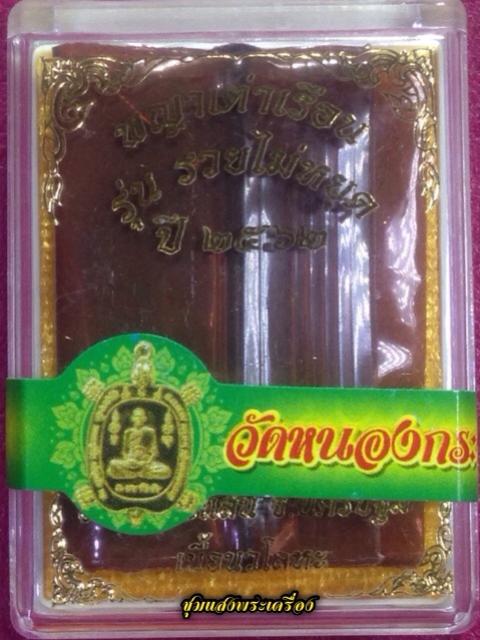 พญาเต่าเรือน
รุ่น รวยไม่หยุด
ปี ๒๕๖๒
วัดหนองกระ
เนื้อนวโลหะ
ชุมแสงพระเครื่อง